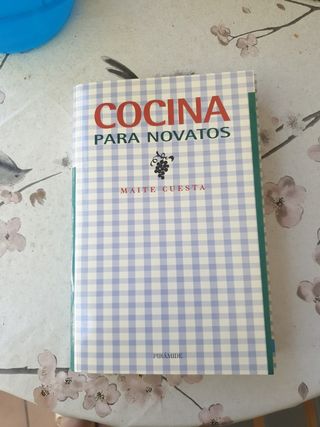 COCINA
PARA NOVATOS
MAITE CUESTA
PIRÁMIDE